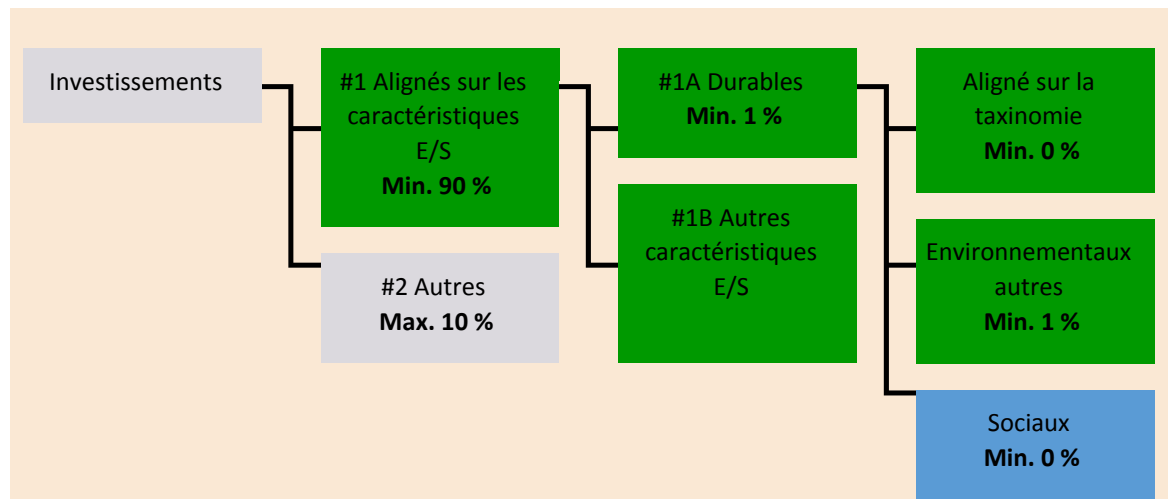 Investissements
#1 Alignés sur les
caractéristiques
E/S
Min. 90 %
#2 Autres
Max. 10 %
#1A Durables
Min. 1 %
#1B Autres
caractéristiques
E/S
Aligné sur la
taxinomie
Min. 0 %
Environnementaux
autres
Min. 1 %
Sociaux
Min. 0 %